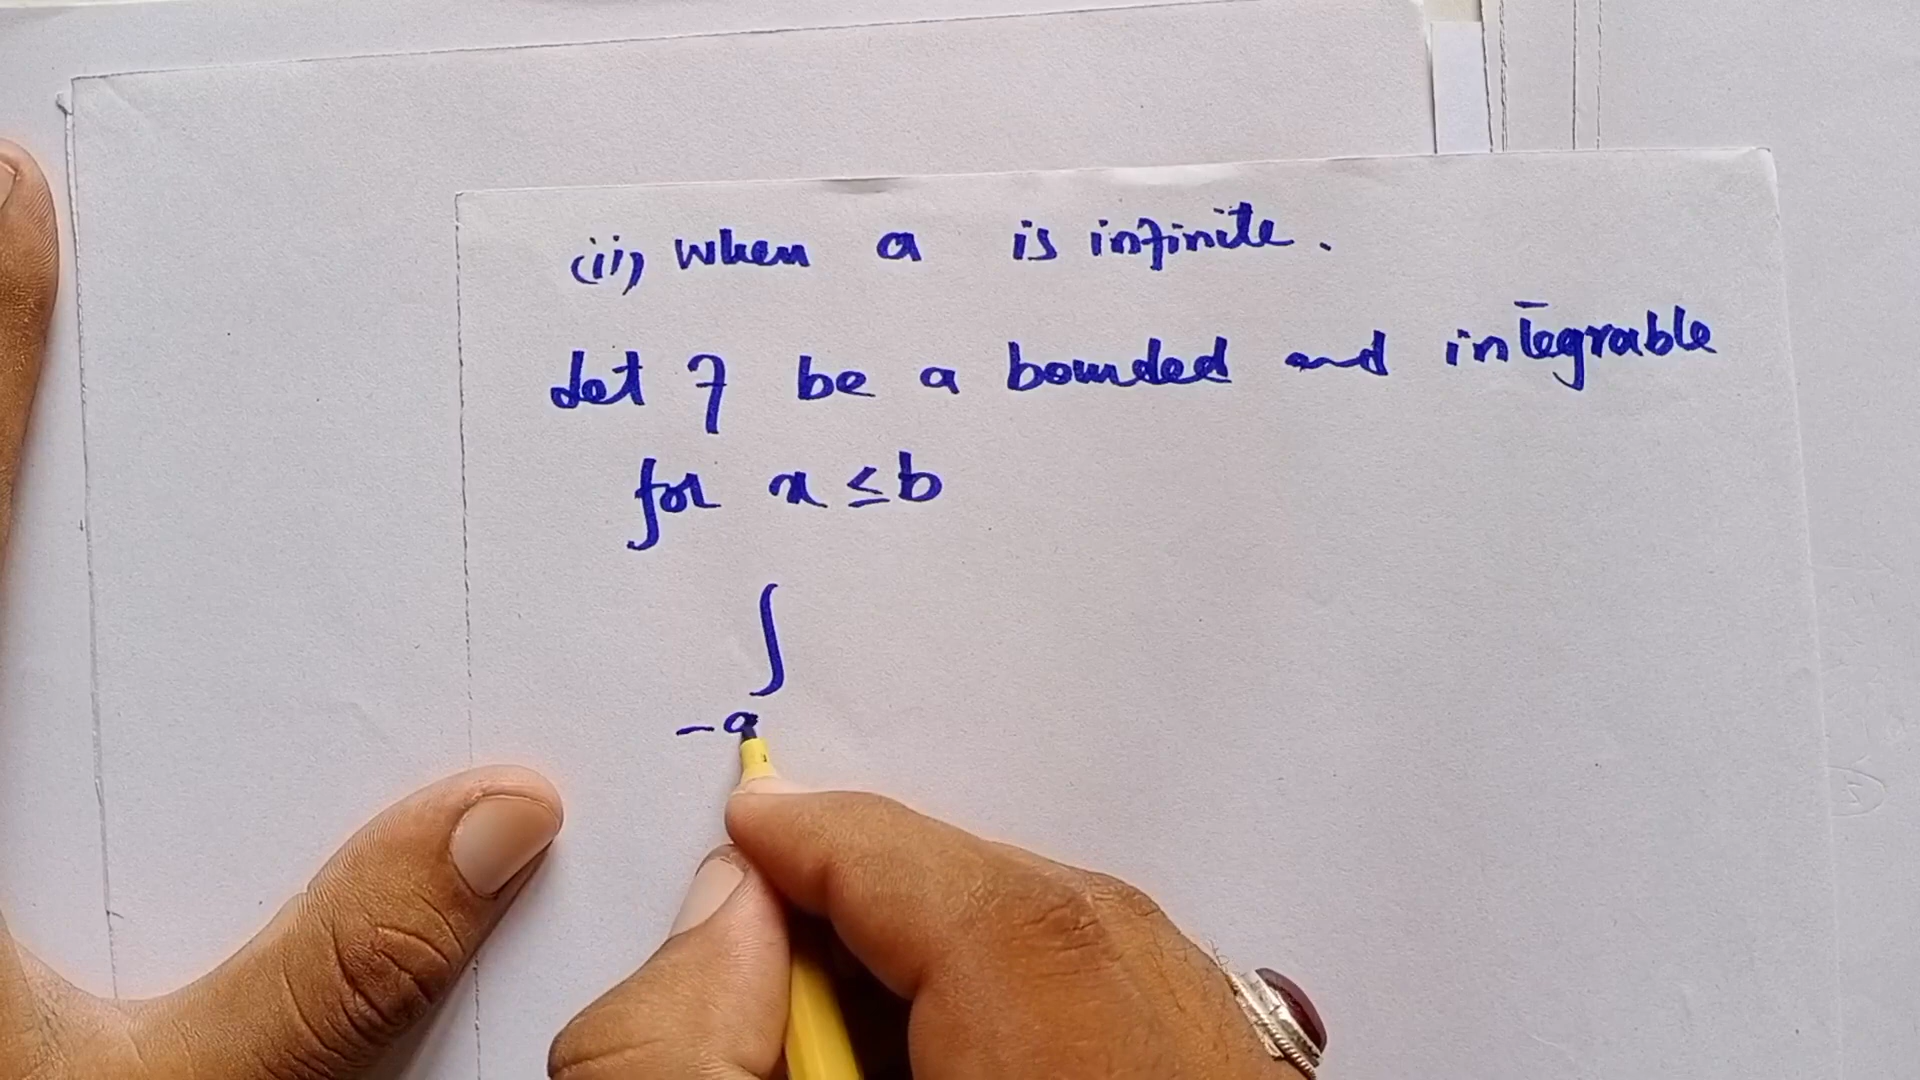 (ii) When a is infinite.
Let f be a bounded and integrable
for x ≤ b
∫
-a